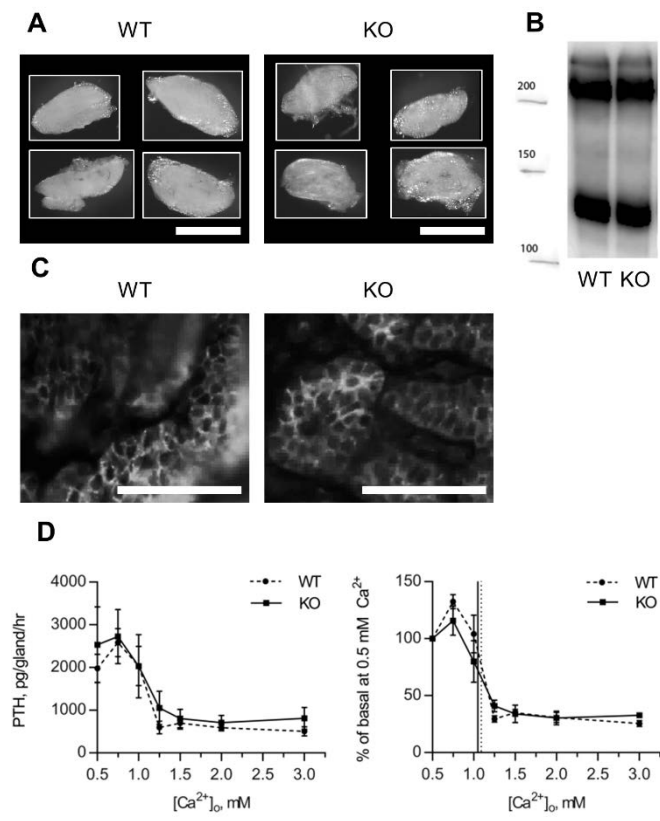 A
WT
KO
B
200
150
100
WT KO
C
WT
KO
D
4000
3000
2000
1000
0
PTH, pg/gland/hr
WT
KO
0.5 1.0 1.5 2.0 2.5 3.0
[Ca²⁺]ₒ, mM
150
100
50
0
% of basal at 0.5 mM Ca²⁺
WT
KO
0.5 1.0 1.5 2.0 2.5 3.0
[Ca²⁺]ₒ, mM